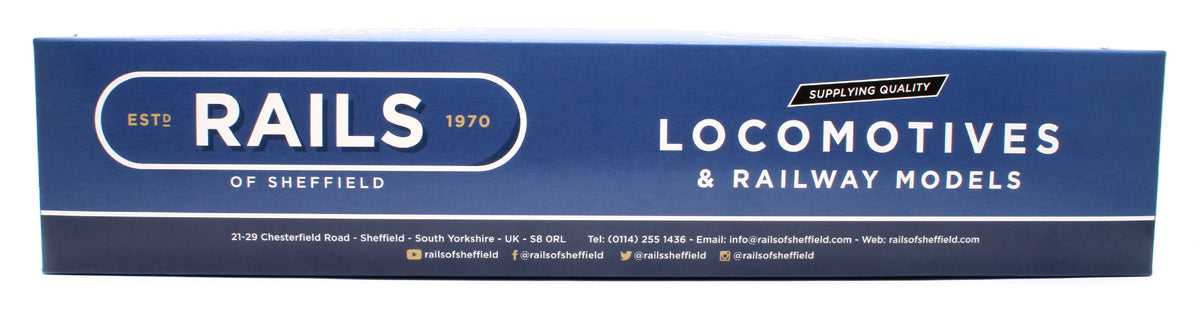 ESTD RAILS 1970
OF SHEFFIELD
SUPPLYING QUALITY
LOCOMOTIVES
& RAILWAY MODELS
21-29 Chesterfield Road - Sheffield - South Yorkshire - UK - S8 0RL Tel: (0114) 255 1436 - Email: info@railsofsheffield.com - Web: railsofsheffield.com
railsofsheffield @railsofsheffield @railssheffield @railsofsheffield